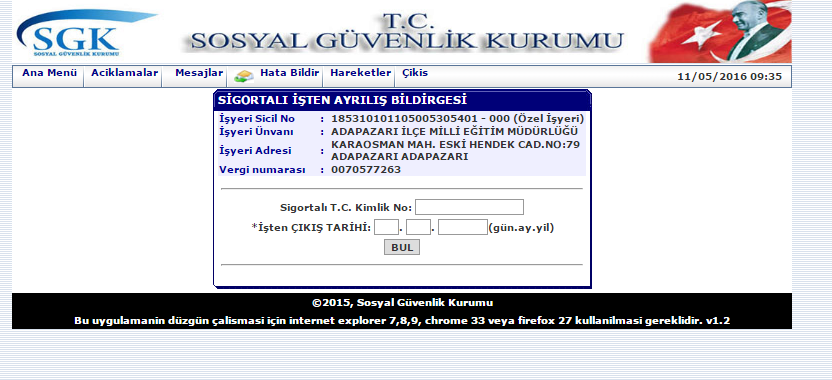 SGK
SOSYAL GÜVENLİK KURUMU
T.C.
SOSYAL GÜVENLİK KURUMU
Ana Menü Aciklamalar Mesajlar Hata Bildir Hareketler Çikis 11/05/2016 09:35
SİGORTALI İŞTEN AYRILIŞ BİLDİRGESİ
İşyeri Sicil No : 185310101105005305401 - 000 (Özel İşyeri)
İşyeri Ünvanı : ADAPAZARI İLÇE MİLLİ EĞİTİM MÜDÜRLÜĞÜ
İşyeri Adresi : KARAOSMAN MAH. ESKİ HENDEK CAD.NO:79
ADAPAZARI ADAPAZARI
Vergi numarası : 0070577263
Sigortalı T.C. Kimlik No:
*İşten ÇIKIŞ TARİHİ: . . (gün.ay.yil)
BUL
©2015, Sosyal Güvenlik Kurumu
Bu uygulamanin düzgün çalismasi için internet explorer 7,8,9, chrome 33 veya firefox 27 kullanilmasi gereklidir. v1.2